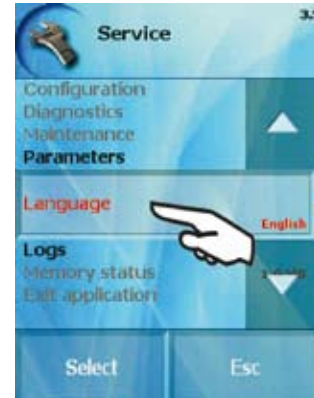 Service
Configuration
Diagnostics
Maintenance
Parameters
Language
English
Logs
Memory status
Exit application
Select
Esc